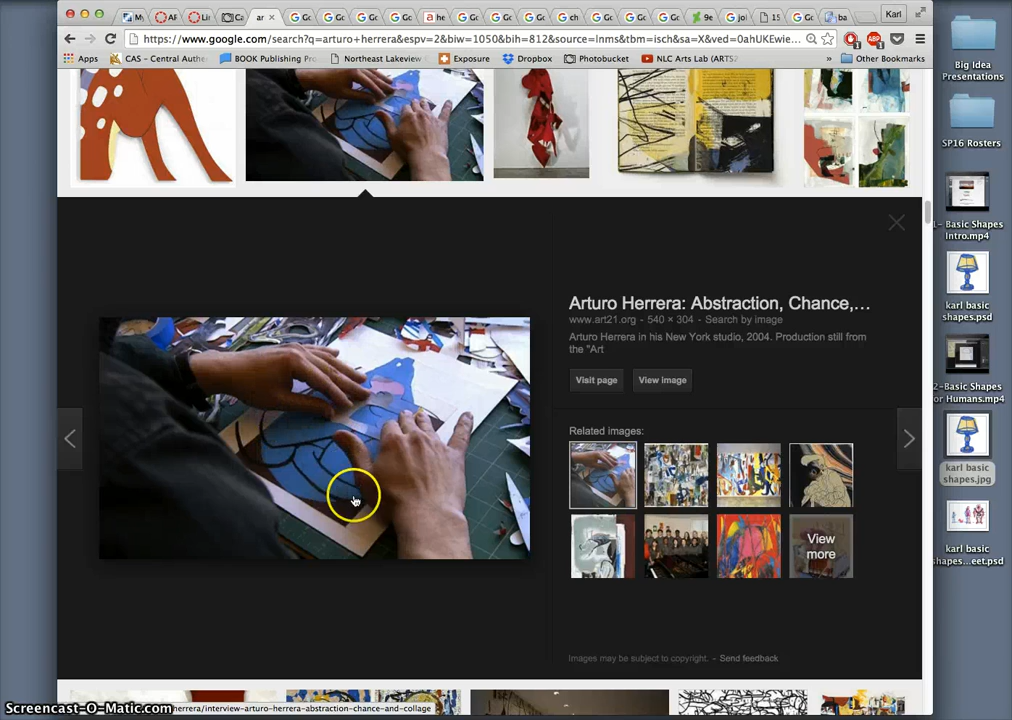 Karl
https://www.google.com/search?q=arturo+herrera&espv=2&biw=1050&bih=812&source=lnms&tbm=isch&sa=X&ved=0ahUKEwie...
Apps
CAS - Central Authe
BOOK Publishing Pro
Northeast Lakeview
Exposure
Dropbox
Photobucket
NLC Arts Lab (ARTS
»
Other Bookmarks
Big Idea
Presentations
SP16 Rosters
1- Basic Shapes
Intro.mp4
karl basic
shapes.psd
2-Basic Shapes
or Humans.mp4
karl basic
shapes.jpg
karl basic
shapes...eet.psd
Arturo Herrera: Abstraction, Chance,...
www.art21.org - 540 × 304 - Search by image
Arturo Herrera in his New York studio, 2004. Production still from
the "Art
Visit page
View image
Related images:
View
more
Images may be subject to copyright. - Send feedback
Screencast-O-Matic.com
herrera/interview-arturo-herrera-abstraction-chance-and-collage